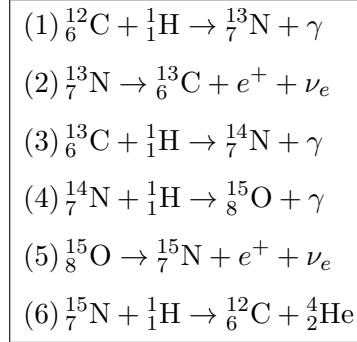 (1) ¹²₆C + ¹₁H → ¹³₇N + γ
(2) ¹³₇N → ¹³₆C + e⁺ + νₑ
(3) ¹³₆C + ¹₁H → ¹⁴₇N + γ
(4) ¹⁴₇N + ¹₁H → ¹⁵₈O + γ
(5) ¹⁵₈O → ¹⁵₇N + e⁺ + νₑ
(6) ¹⁵₇N + ¹₁H → ¹²₆C + ⁴₂He